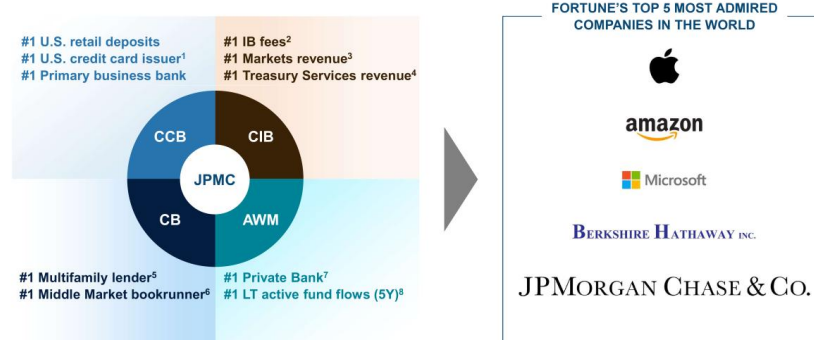 #1 U.S. retail deposits
#1 U.S. credit card issuer¹
#1 Primary business bank
#1 IB fees²
#1 Markets revenue³
#1 Treasury Services revenue⁴
CCB
CIB
JPMC
CB
AWM
#1 Multifamily lender⁵
#1 Middle Market bookrunner⁶
#1 Private Bank⁷
#1 LT active fund flows (5Y)⁸
FORTUNE'S TOP 5 MOST ADMIRED
COMPANIES IN THE WORLD
amazon
Microsoft
BERKSHIRE HATHAWAY INC.
JPMORGAN CHASE & CO.